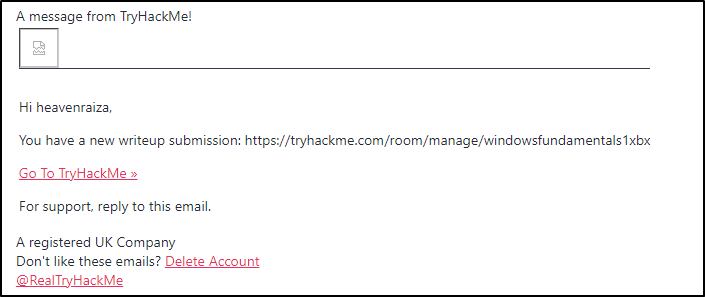 A message from TryHackMe!
Hi heavenraiza,
You have a new writeup submission: https://tryhackme.com/room/manage/windowsfundamentals1xbx
Go To TryHackMe »
For support, reply to this email.
A registered UK Company
Don't like these emails? Delete Account
@RealTryHackMe